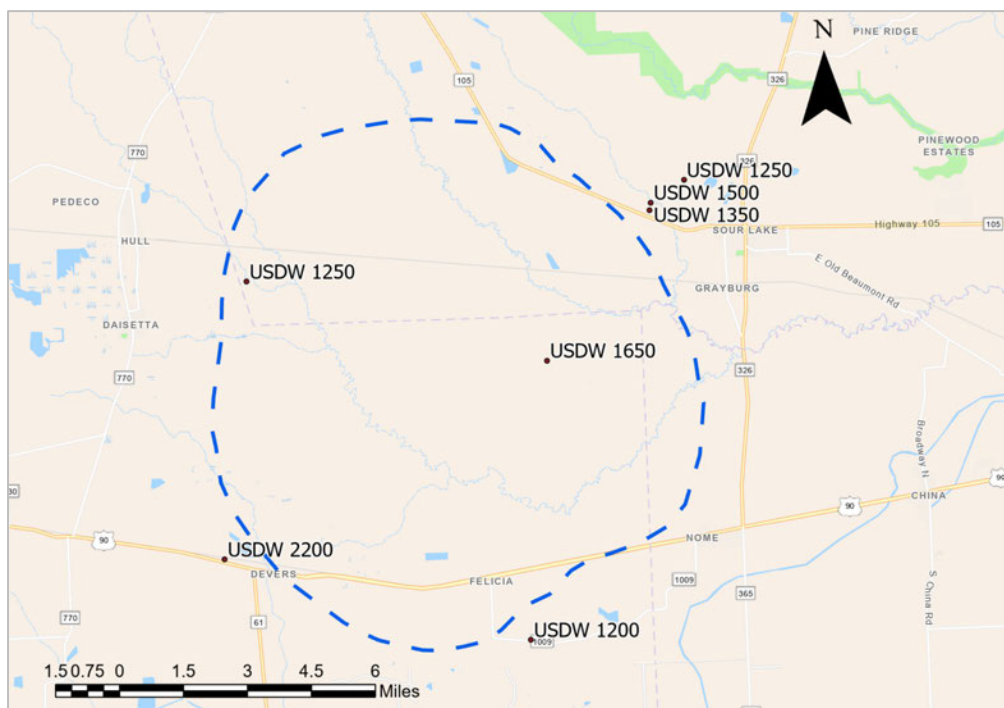 N
PINE RIDGE
105
326
770
326
PINEWOOD
ESTATES
USDW 1250
PEDECO
USDW 1500
USDW 1350
Highway 105
105
SOUR LAKE
HULL
E Old Beaumont Rd
USDW 1250
GRAYBURG
DAISETTA
USDW 1650
770
326
Broadway N
90
30
CHINA
90
90
NOME
USDW 2200
DEVERS
FELICIA
1009
365
S China Rd
770
61
USDW 1200
1009
1.5 0.75 0 1.5 3 4.5 6
Miles